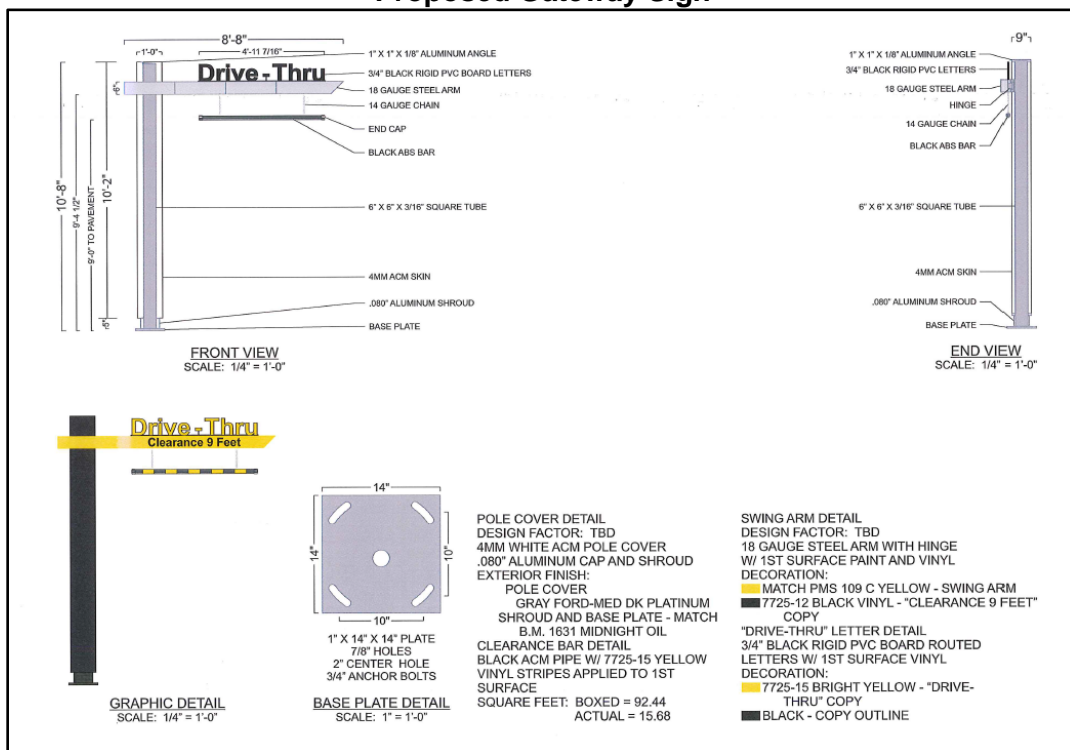 Proposed Gateway Sign
8'-8"
1'-0"
4'-11 7/16"
Drive-Thru
6"
10'-8"
9'-4 1/2"
9'-0" TO PAVEMENT
10'-2"
6"
1" X 1" X 1/8" ALUMINUM ANGLE
3/4" BLACK RIGID PVC BOARD LETTERS
18 GAUGE STEEL ARM
14 GAUGE CHAIN
END CAP
BLACK ABS BAR
6" X 6" X 3/16" SQUARE TUBE
4MM ACM SKIN
.080" ALUMINUM SHROUD
BASE PLATE
FRONT VIEW
SCALE: 1/4" = 1'-0"
9"
1" X 1" X 1/8" ALUMINUM ANGLE
3/4" BLACK RIGID PVC LETTERS
18 GAUGE STEEL ARM
HINGE
14 GAUGE CHAIN
BLACK ABS BAR
6" X 6" X 3/16" SQUARE TUBE
4MM ACM SKIN
.080" ALUMINUM SHROUD
BASE PLATE
END VIEW
SCALE: 1/4" = 1'-0"
Drive-Thru
Clearance 9 Feet
GRAPHIC DETAIL
SCALE: 1/4" = 1'-0"
14"
14"
10"
10"
1" X 14" X 14" PLATE
7/8" HOLES
2" CENTER HOLE
3/4" ANCHOR BOLTS
BASE PLATE DETAIL
SCALE: 1" = 1'-0"
POLE COVER DETAIL
DESIGN FACTOR: TBD
4MM WHITE ACM POLE COVER
.080" ALUMINUM CAP AND SHROUD
EXTERIOR FINISH:
POLE COVER
GRAY FORD-MED DK PLATINUM
SHROUD AND BASE PLATE - MATCH
B.M. 1631 MIDNIGHT OIL
CLEARANCE BAR DETAIL
BLACK ACM PIPE W/ 7725-15 YELLOW
VINYL STRIPES APPLIED TO 1ST
SURFACE
SQUARE FEET: BOXED = 92.44
ACTUAL = 15.68
SWING ARM DETAIL
DESIGN FACTOR: TBD
18 GAUGE STEEL ARM WITH HINGE
W/ 1ST SURFACE PAINT AND VINYL
DECORATION:
MATCH PMS 109 C YELLOW - SWING ARM
7725-12 BLACK VINYL - "CLEARANCE 9 FEET"
COPY
"DRIVE-THRU" LETTER DETAIL
3/4" BLACK RIGID PVC BOARD ROUTED
LETTERS W/ 1ST SURFACE VINYL
DECORATION:
7725-15 BRIGHT YELLOW - "DRIVE-
THRU" COPY
BLACK - COPY OUTLINE